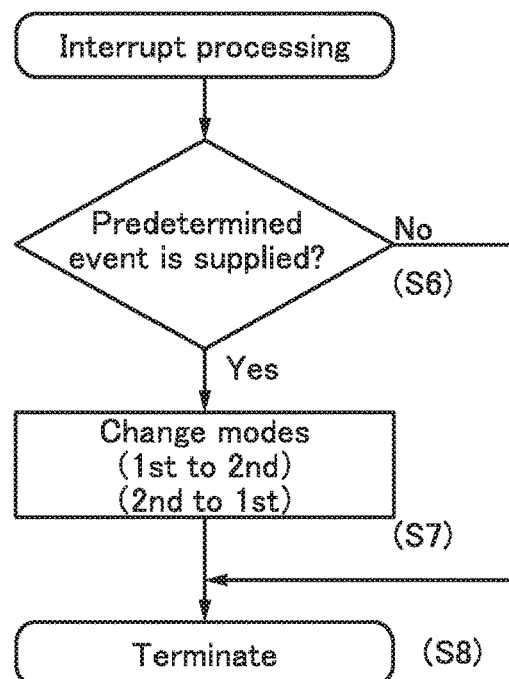 Interrupt processing
Predetermined
event is supplied?
No
(S6)
Yes
Change modes
(1st to 2nd)
(2nd to 1st)
(S7)
Terminate
(S8)